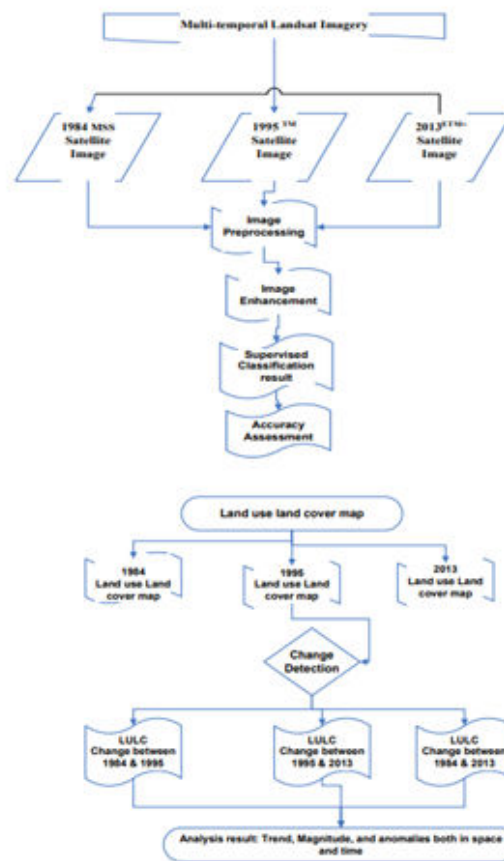 Multi-temporal Landsat Imagery
1984 MSS
Satellite
Image
1995 TM
Satellite
Image
2013 ETM+
Satellite
Image
Image
Preprocessing
Image
Enhancement
Supervised
Classification
result
Accuracy
Assessment
Land use land cover map
1984
Land use Land
cover map
1995
Land use Land
cover map
2013
Land use Land
cover map
Change
Detection
LULC
Change between
1984 & 1995
LULC
Change between
1995 & 2013
LULC
Change between
1984 & 2013
Analysis result: Trend, Magnitude, and anomalies both in space
and time